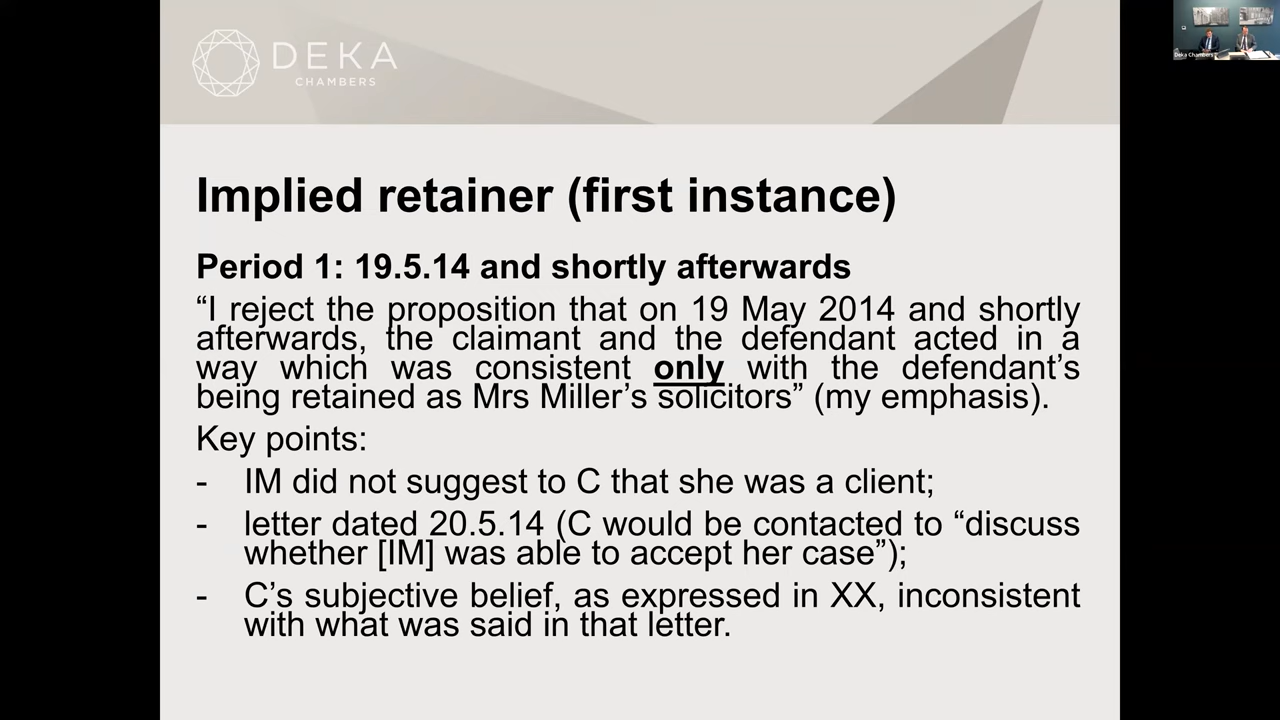 DEKA
CHAMBERS
Deka Chambers
Implied retainer (first instance)
Period 1: 19.5.14 and shortly afterwards
“I reject the proposition that on 19 May 2014 and shortly
afterwards, the claimant and the defendant acted in a
way which was consistent only with the defendant’s
being retained as Mrs Miller’s solicitors” (my emphasis).
Key points:
- IM did not suggest to C that she was a client;
- letter dated 20.5.14 (C would be contacted to “discuss
whether [IM] was able to accept her case”);
- C’s subjective belief, as expressed in XX, inconsistent
with what was said in that letter.